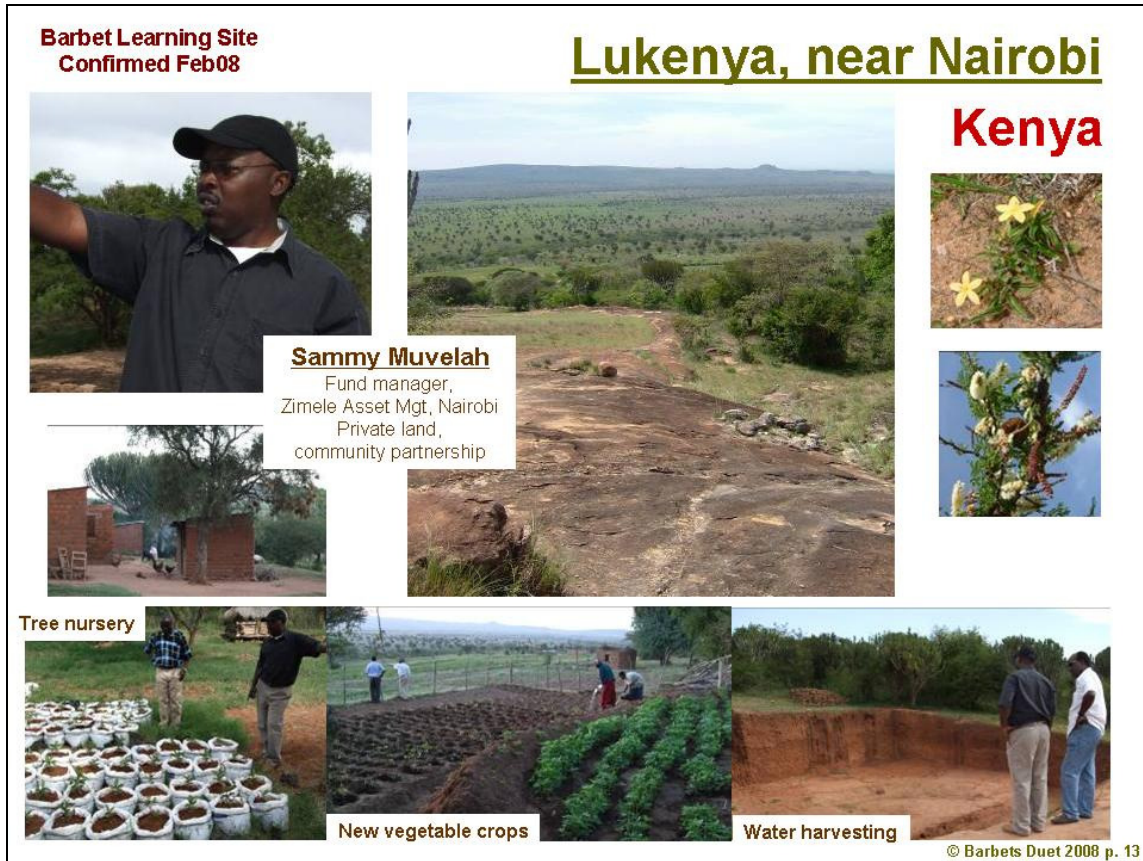 Barbet Learning Site
Confirmed Feb08
Lukenya, near Nairobi
Kenya
Sammy Muvelah
Fund manager,
Zimele Asset Mgt, Nairobi
Private land,
community partnership
Tree nursery
New vegetable crops
Water harvesting
© Barbets Duet 2008 p. 13